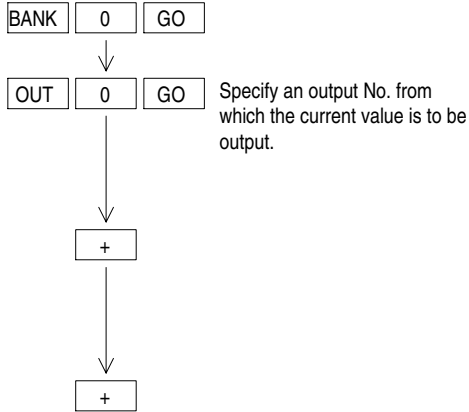 BANK 0 GO
OUT 0 GO
Specify an output No. from
which the current value is to be
output.
+
+